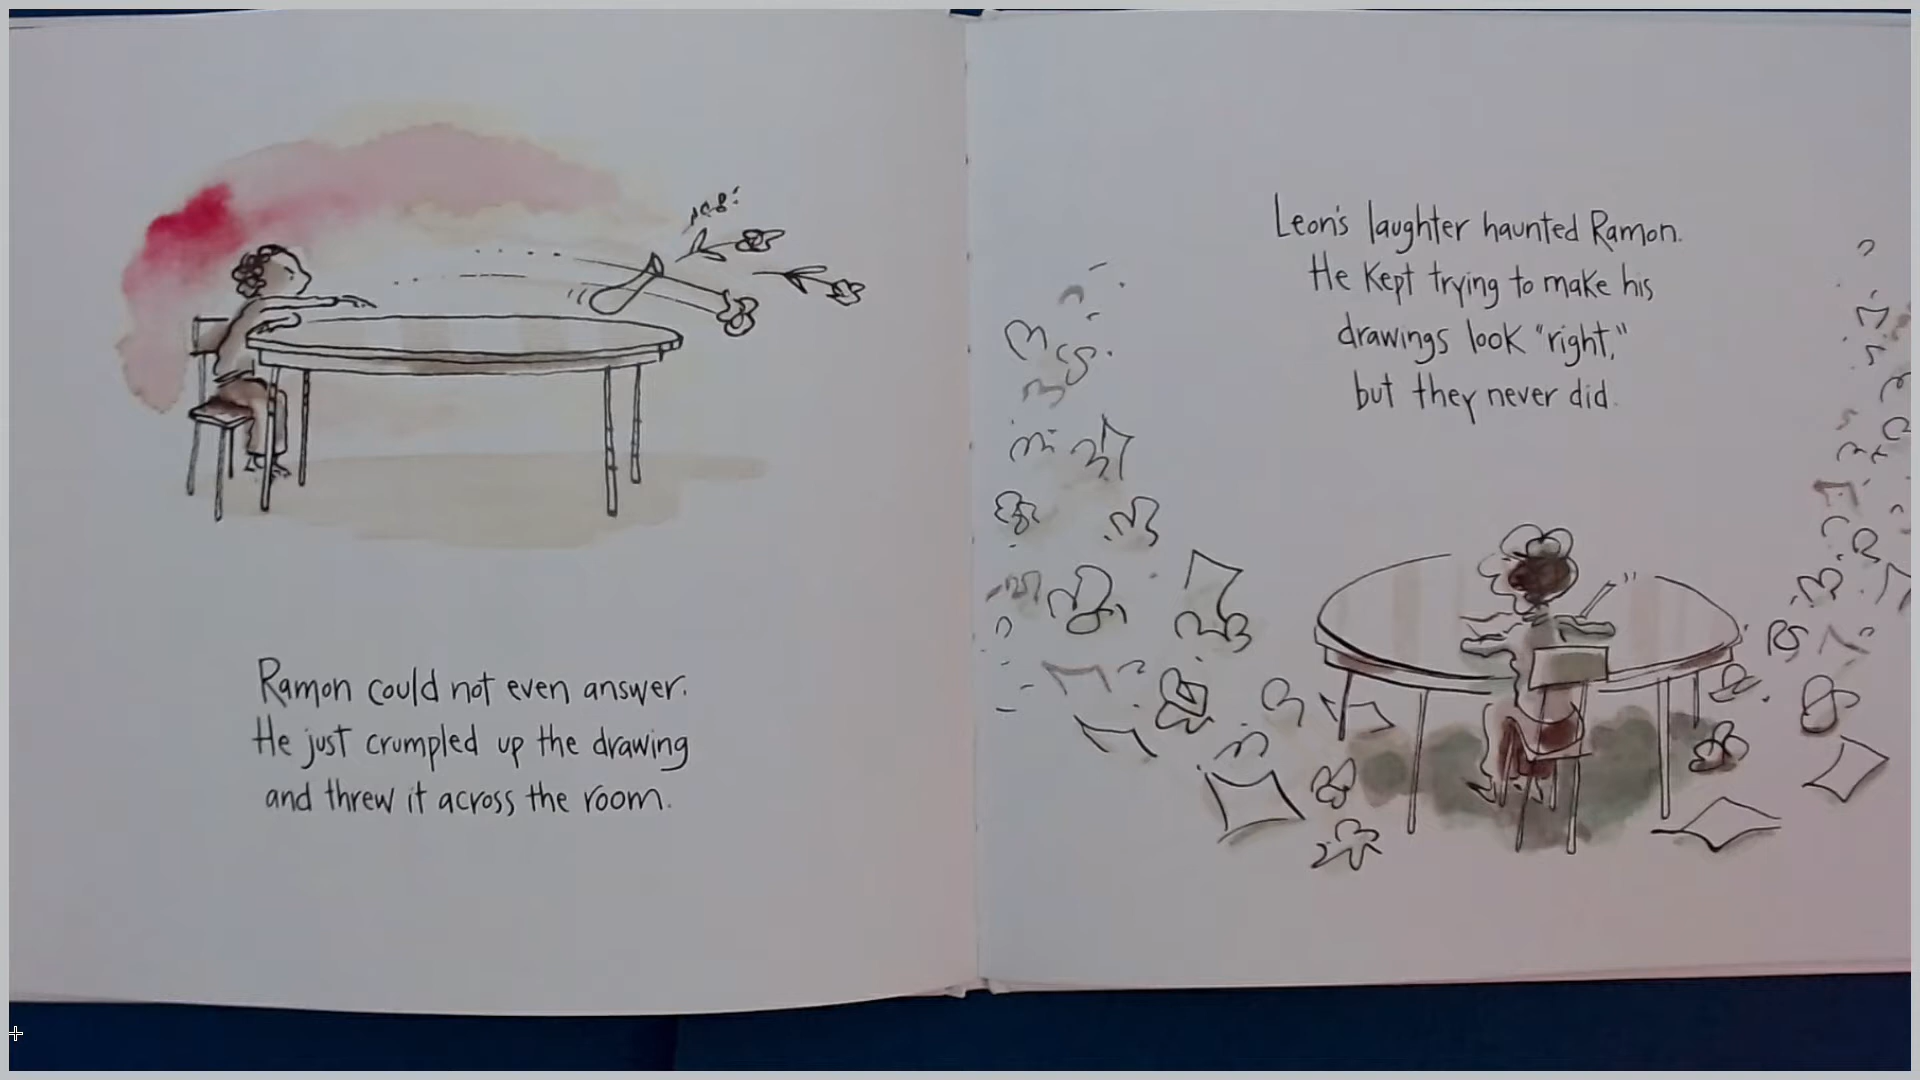 Ramon could not even answer.
He just crumpled up the drawing
and threw it across the room.
Leon's laughter haunted Ramon.
He kept trying to make his
drawings look "right,"
but they never did.